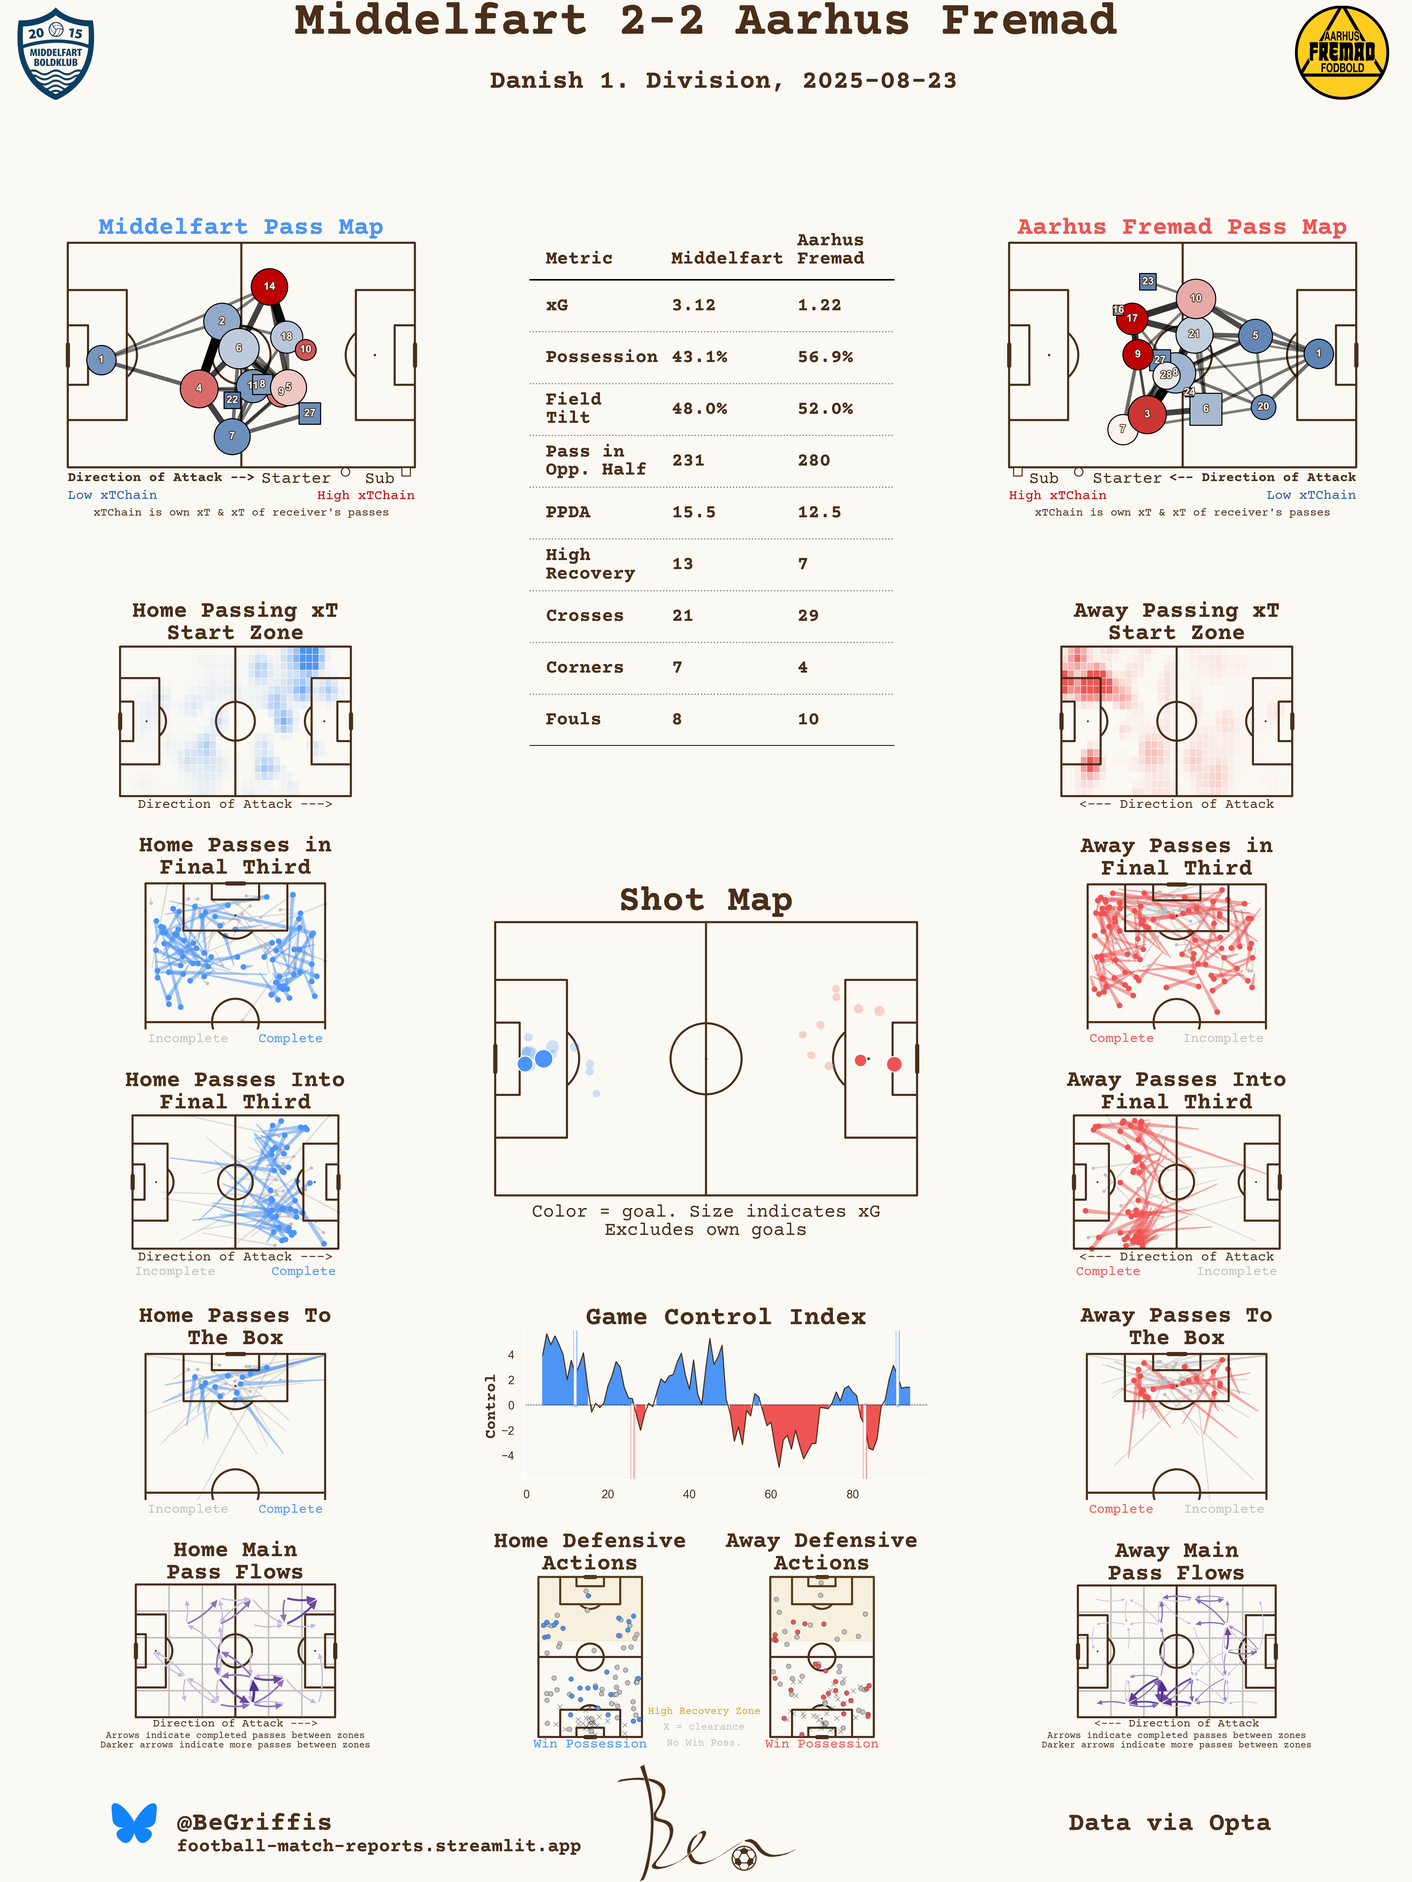 Middelfart 2-2 Aarhus Fremad
Danish 1. Division, 2025-08-23
20 15
MIDDELFART
BOLDKLUB
AARHUS
FREMAD
FODBOLD
Middelfart Pass Map
14
2
18
6
10
1
4
11
8
9
5
22
27
7
Direction of Attack --> Starter Sub
Low xTChain High xTChain
xTChain is own xT & xT of receiver's passes
Metric Middelfart Aarhus Fremad
xG 3.12 1.22
Possession 43.1% 56.9%
Field Tilt 48.0% 52.0%
Pass in Opp. Half 231 280
PPDA 15.5 12.5
High Recovery 13 7
Crosses 21 29
Corners 7 4
Fouls 8 10
Aarhus Fremad Pass Map
23
10
16
17
21
5
9
27
1
28
8
24
3
6
20
7
Sub Starter <-- Direction of Attack
High xTChain Low xTChain
xTChain is own xT & xT of receiver's passes
Home Passing xT
Start Zone
Direction of Attack --->
Away Passing xT
Start Zone
<--- Direction of Attack
Home Passes in
Final Third
Incomplete Complete
Away Passes in
Final Third
Complete Incomplete
Shot Map
Color = goal. Size indicates xG
Excludes own goals
Home Passes Into
Final Third
Direction of Attack --->
Incomplete Complete
Away Passes Into
Final Third
<--- Direction of Attack
Complete Incomplete
Home Passes To
The Box
Incomplete Complete
Game Control Index
Control
4
2
0
−2
−4
0 20 40 60 80
Away Passes To
The Box
Complete Incomplete
Home Main
Pass Flows
Direction of Attack --->
Arrows indicate completed passes between zones
Darker arrows indicate more passes between zones
Home Defensive
Actions
Win Possession
High Recovery Zone
X = clearance
No Win Poss.
Away Defensive
Actions
Win Possession
Away Main
Pass Flows
<--- Direction of Attack
Arrows indicate completed passes between zones
Darker arrows indicate more passes between zones
@BeGriffis
football-match-reports.streamlit.app
Ben
Data via Opta